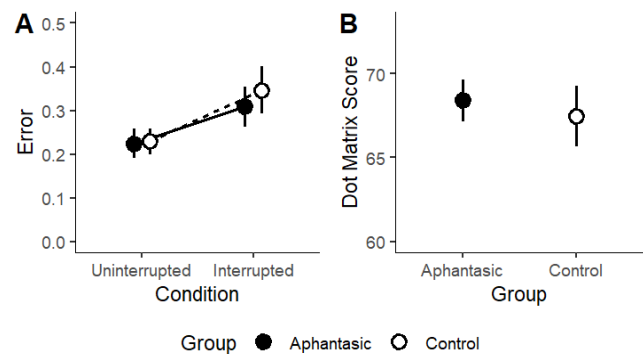 A
0.5
0.4
0.3
0.2
0.1
0.0
Error
Uninterrupted Interrupted
Condition
B
70
65
60
Dot Matrix Score
Aphantasic Control
Group
Group Aphantasic Control